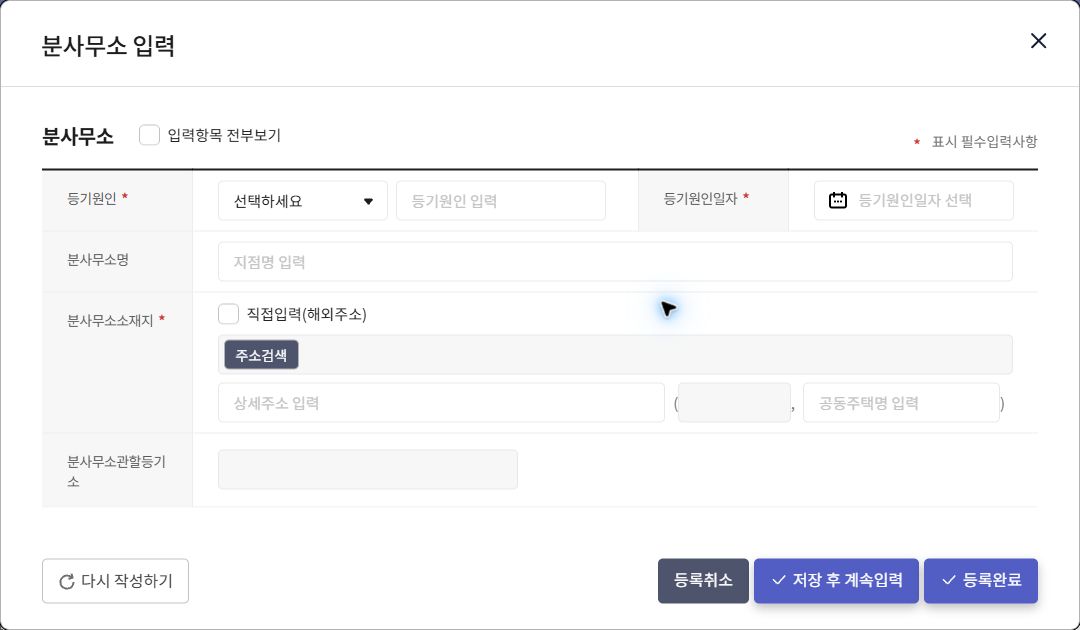 분사무소 입력
분사무소 입력항목 전부보기
* 표시 필수입력사항
등기원인 * 선택하세요 등기원인 입력 등기원인일자 * 등기원인일자 선택
분사무소명 지점명 입력
분사무소소재지 * 직접입력(해외주소)
주소검색
상세주소 입력 ( , 공동주택명 입력 )
분사무소관할등기
소
다시 작성하기 등록취소 저장 후 계속입력 등록완료